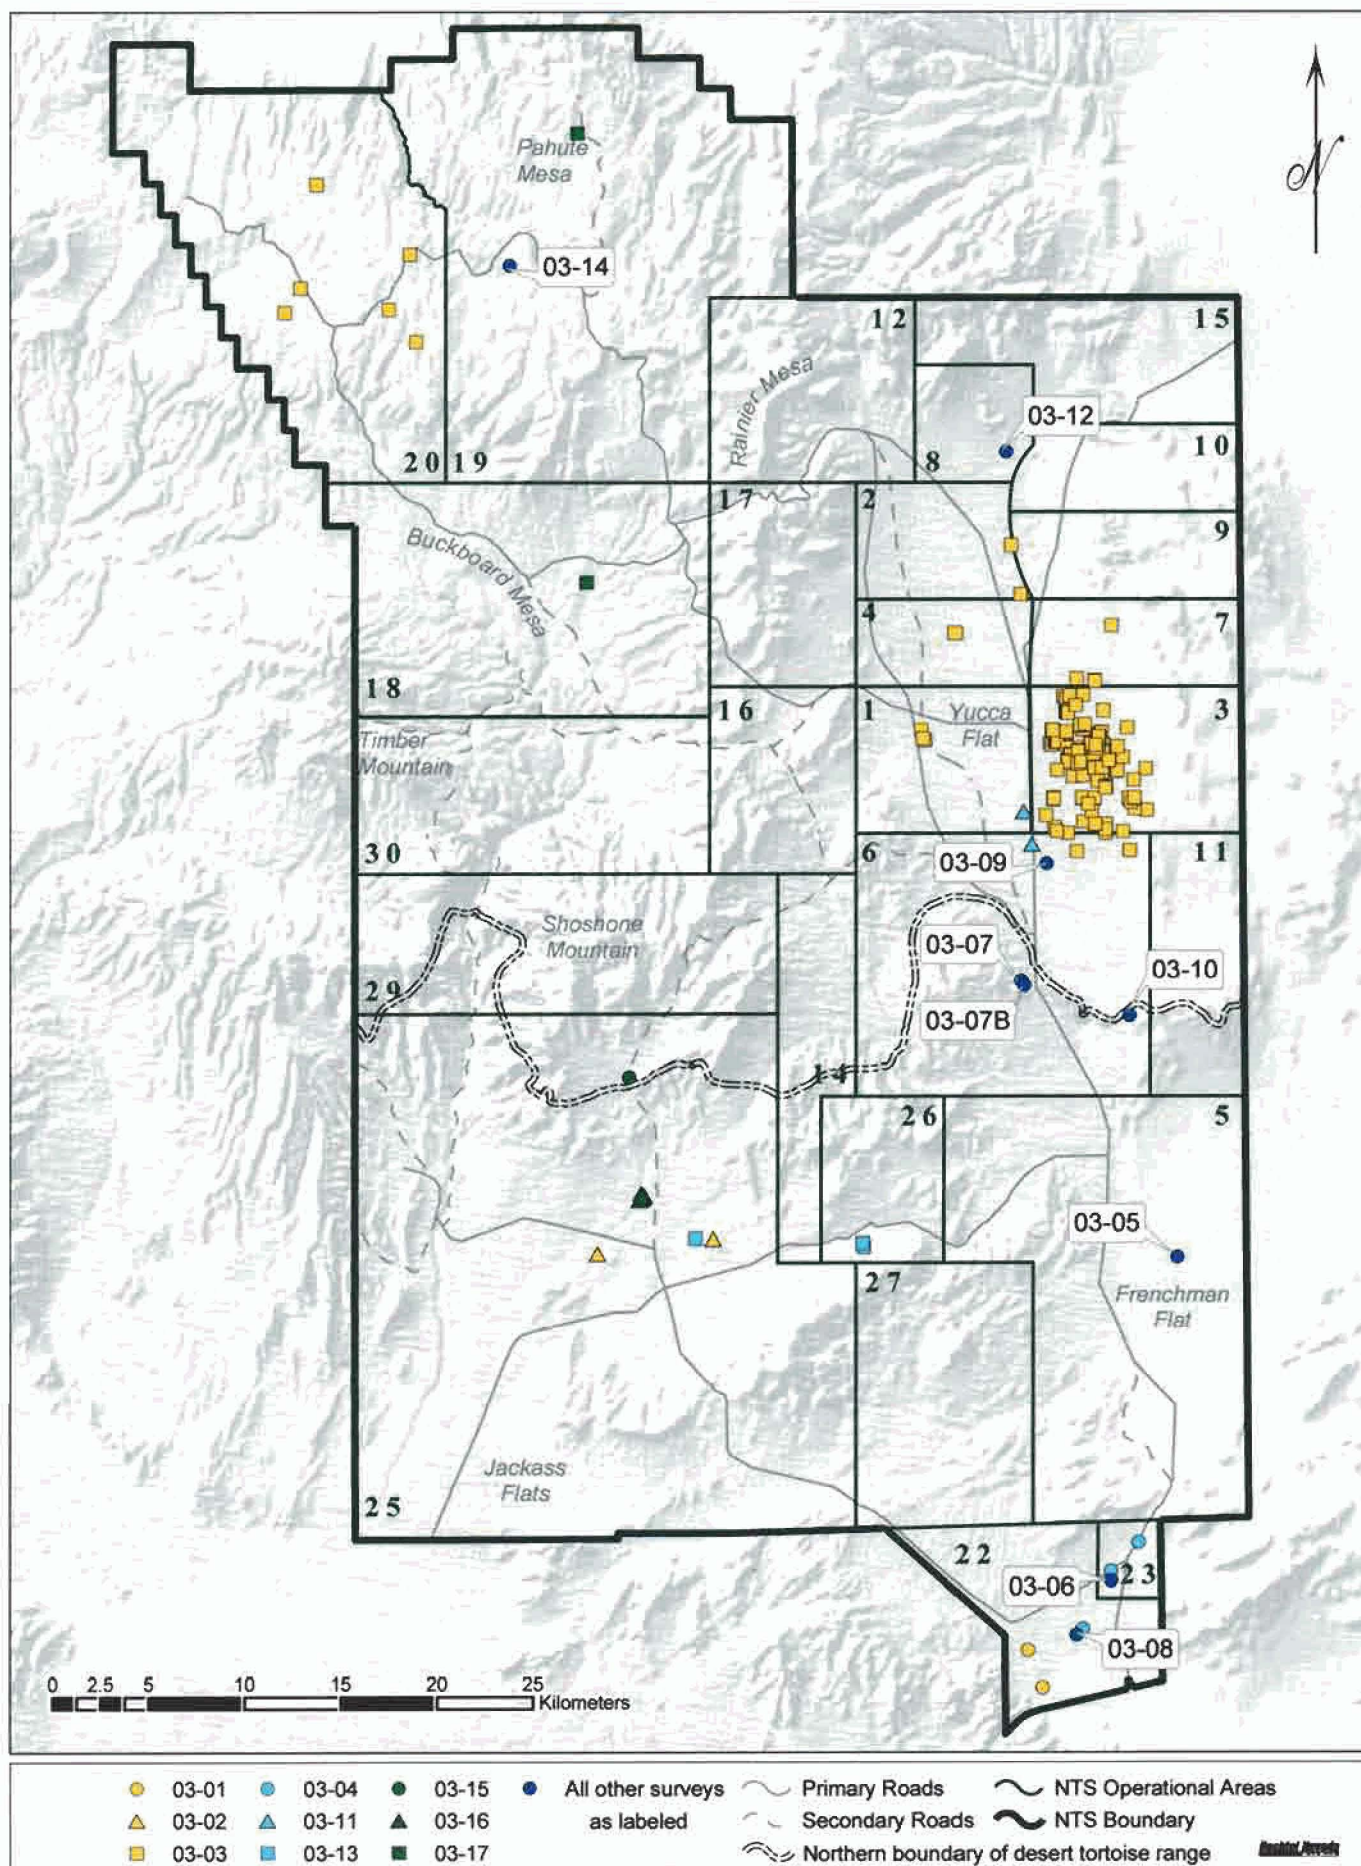 Pahute
Mesa
03-14
12
15
Rainier Mesa
03-12
10
20
19
8
17
2
9
Buckboard Mesa
4
7
18
16
1
Yucca
Flat
3
Timber
Mountain
30
6
03-09
11
Shoshone
Mountain
03-07
03-10
29
03-07B
14
26
5
03-05
27
Frenchman
Flat
Jackass
Flats
25
22
23
03-06
03-08
0 2.5 5 10 15 20 25
Kilometers
03-01 03-04 03-15 All other surveys Primary Roads NTS Operational Areas
03-02 03-11 03-16 as labeled Secondary Roads NTS Boundary
03-03 03-13 03-17 Northern boundary of desert tortoise range